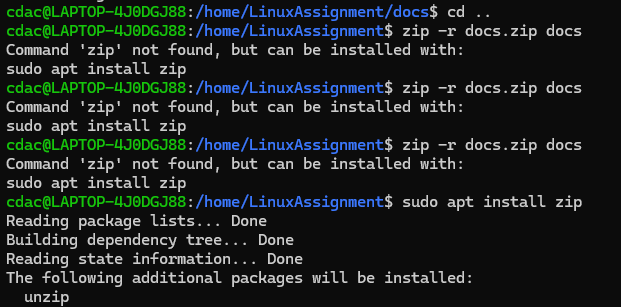 cdac@LAPTOP-4J0DGJ88:/home/LinuxAssignment/docs$ cd ..
cdac@LAPTOP-4J0DGJ88:/home/LinuxAssignment$ zip -r docs.zip docs
Command 'zip' not found, but can be installed with:
sudo apt install zip
cdac@LAPTOP-4J0DGJ88:/home/LinuxAssignment$ zip -r docs.zip docs
Command 'zip' not found, but can be installed with:
sudo apt install zip
cdac@LAPTOP-4J0DGJ88:/home/LinuxAssignment$ zip -r docs.zip docs
Command 'zip' not found, but can be installed with:
sudo apt install zip
cdac@LAPTOP-4J0DGJ88:/home/LinuxAssignment$ sudo apt install zip
Reading package lists... Done
Building dependency tree... Done
Reading state information... Done
The following additional packages will be installed:
  unzip